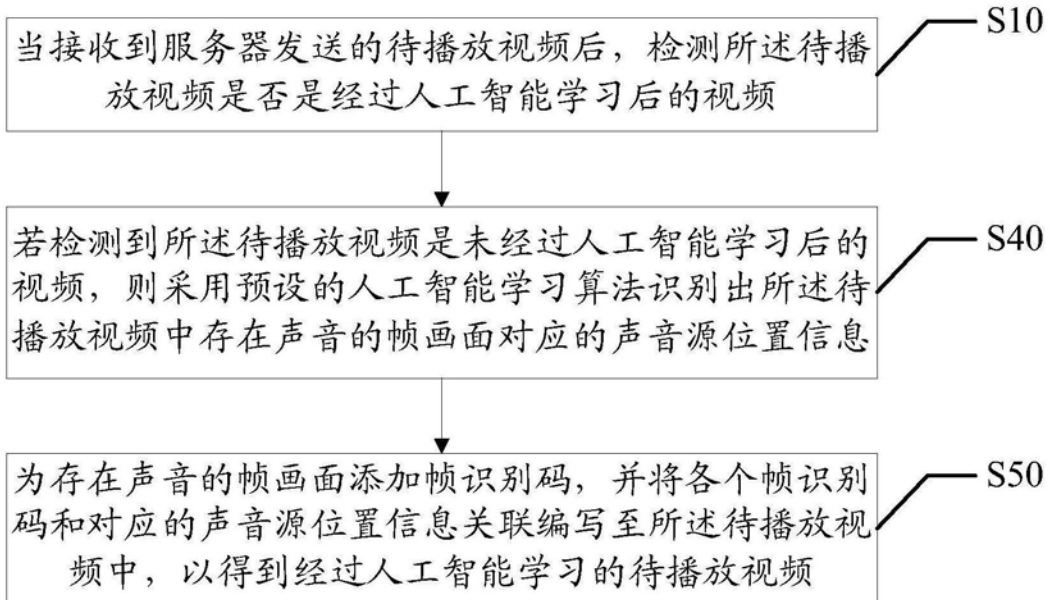 当接收到服务器发送的待播放视频后，检测所述待播
放视频是否是经过人工智能学习后的视频
S10
若检测到所述待播放视频是未经过人工智能学习后的
视频，则采用预设的人工智能学习算法识别出所述待
播放视频中存在声音的帧画面对应的声音源位置信息
S40
为存在声音的帧画面添加帧识别码，并将各个帧识别
码和对应的声音源位置信息关联编写至所述待播放视
频中，以得到经过人工智能学习的待播放视频
S50